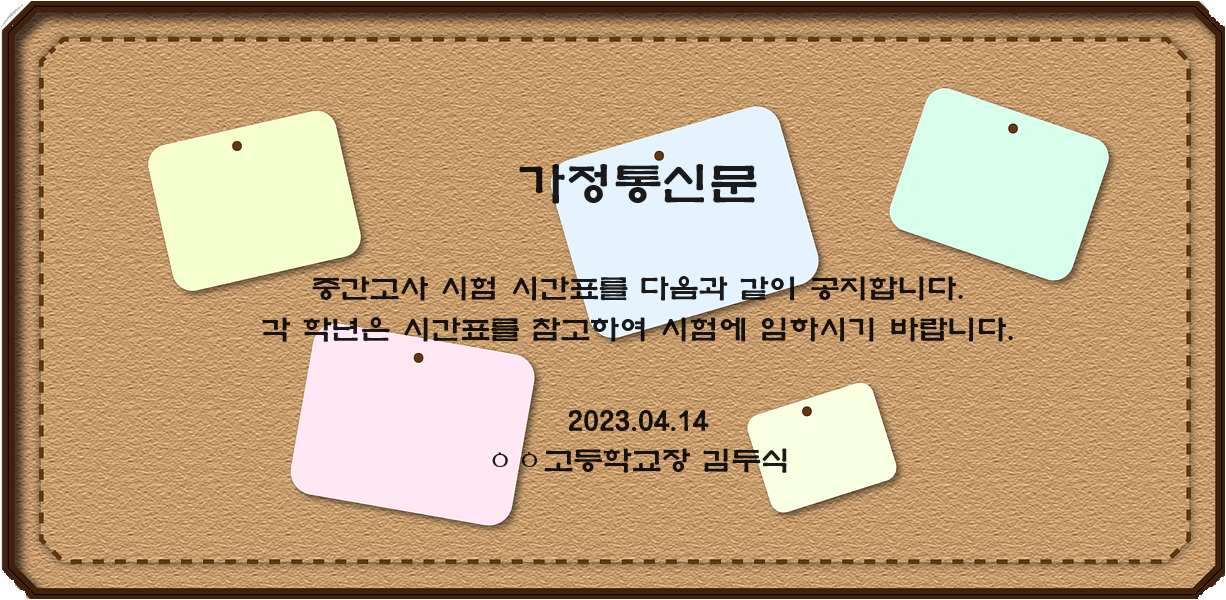 가정통신문
중간고사 시험 시간표를 다음과 같이 공지합니다.
각 학년은 시간표를 참고하여 시험에 임하시기 바랍니다.
2023.04.14
ㅇㅇ고등학교장 김두식